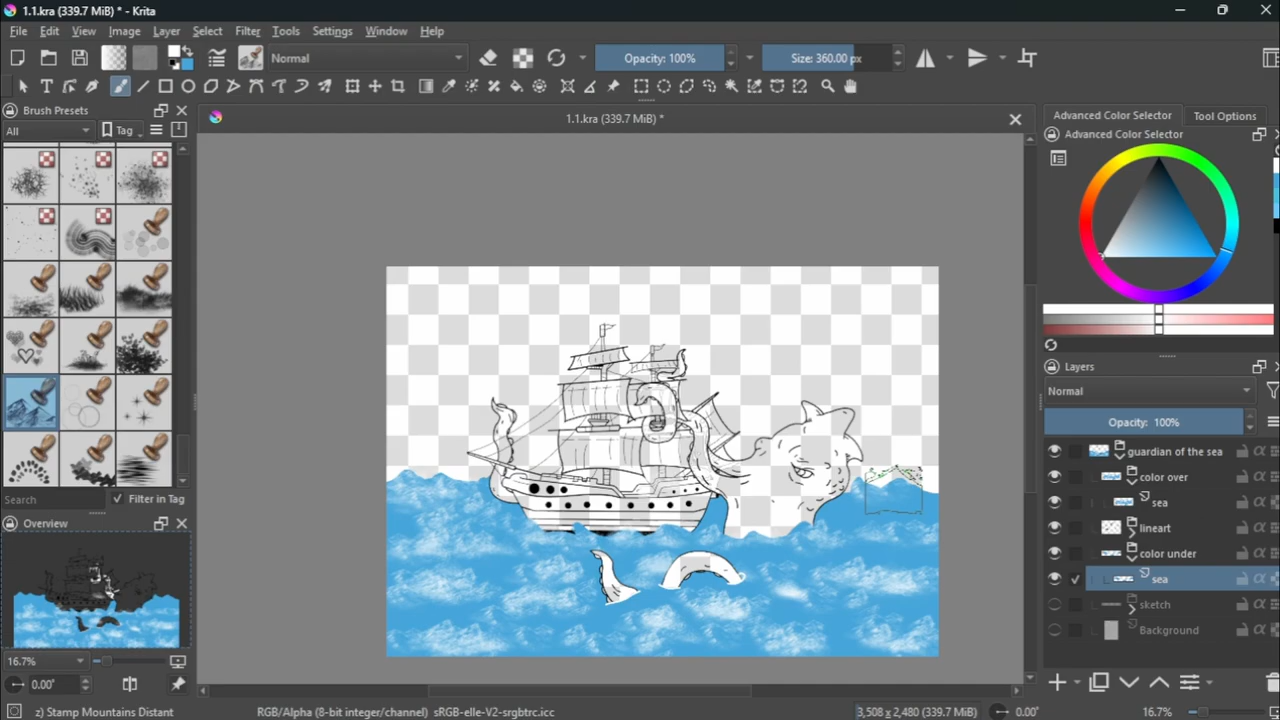 1.1.kra (339.7 MiB) * - Krita
File Edit View Image Layer Select Filter Tools Settings Window Help
Normal Opacity: 100% Size: 360.00 px
Brush Presets
1.1.kra (339.7 MiB) *
Advanced Color Selector Tool Options
All Tag
Advanced Color Selector
Layers
Normal
Opacity: 100%
guardian of the sea
color over
sea
lineart
color under
sea
sketch
Background
Search Filter in Tag
Overview
16.7%
0.00°
z) Stamp Mountains Distant RGB/Alpha (8-bit integer/channel) sRGB-elle-V2-srgbtrc.icc 3,508 x 2,480 (339.7 MiB) 0.00° 16.7%